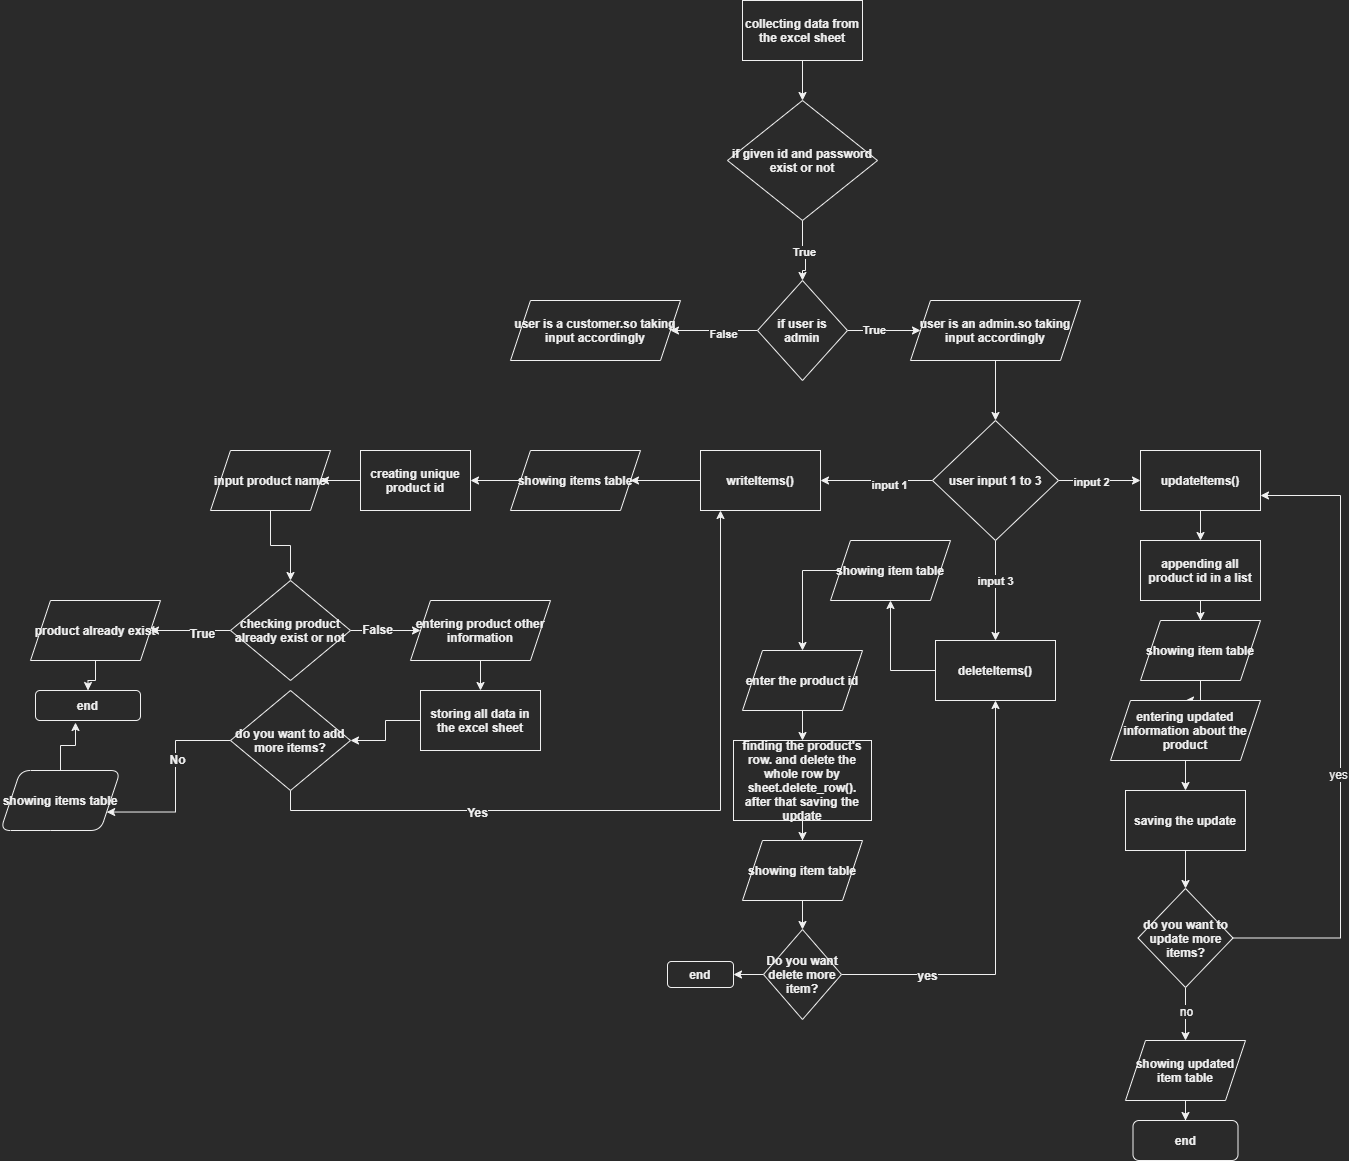 collecting data from
the excel sheet
if given id and password
exist or not
True
user is a customer.so taking
input accordingly
False
if user is
admin
True
user is an admin.so taking
input accordingly
input product name
creating unique
product id
showing items table
writeItems()
input 1
user input 1 to 3
input 2
updateItems()
showing item table
input 3
appending all
product id in a list
product already exist
True
checking product
already exist or not
False
entering product other
information
showing item table
deleteItems()
enter the product id
end
do you want to add
more items?
storing all data in
the excel sheet
entering updated
information about the
product
No
finding the product's
row. and delete the
whole row by
sheet.delete_row().
after that saving the
update
yes
showing items table
Yes
saving the update
showing item table
do you want to
update more
items?
end
Do you want
delete more
item?
yes
no
showing updated
item table
end